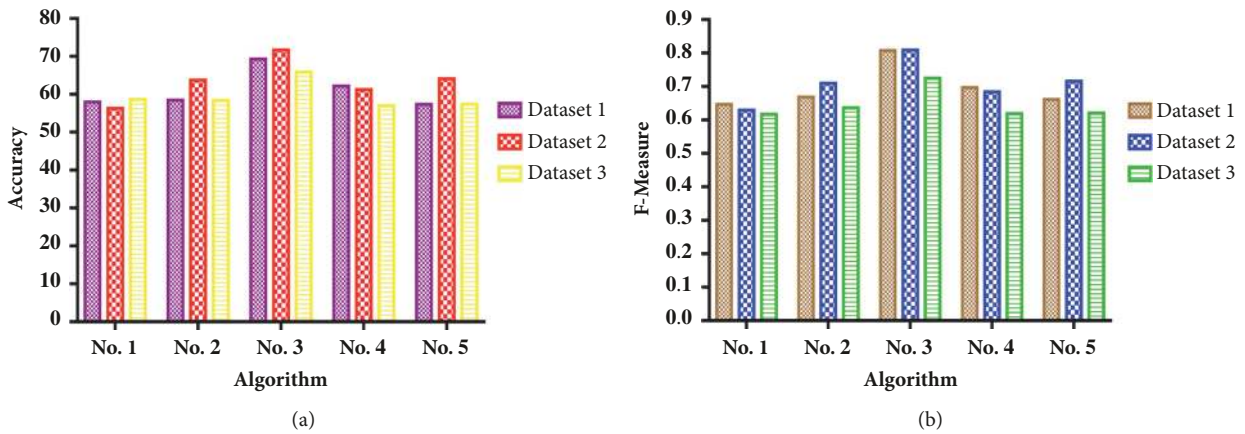 80
70
60
50
40
30
20
10
0
Accuracy
No. 1 No. 2 No. 3 No. 4 No. 5
Algorithm
Dataset 1
Dataset 2
Dataset 3
(a)
0.9
0.8
0.7
0.6
0.5
0.4
0.3
0.2
0.1
0.0
F-Measure
No. 1 No. 2 No. 3 No. 4 No. 5
Algorithm
Dataset 1
Dataset 2
Dataset 3
(b)